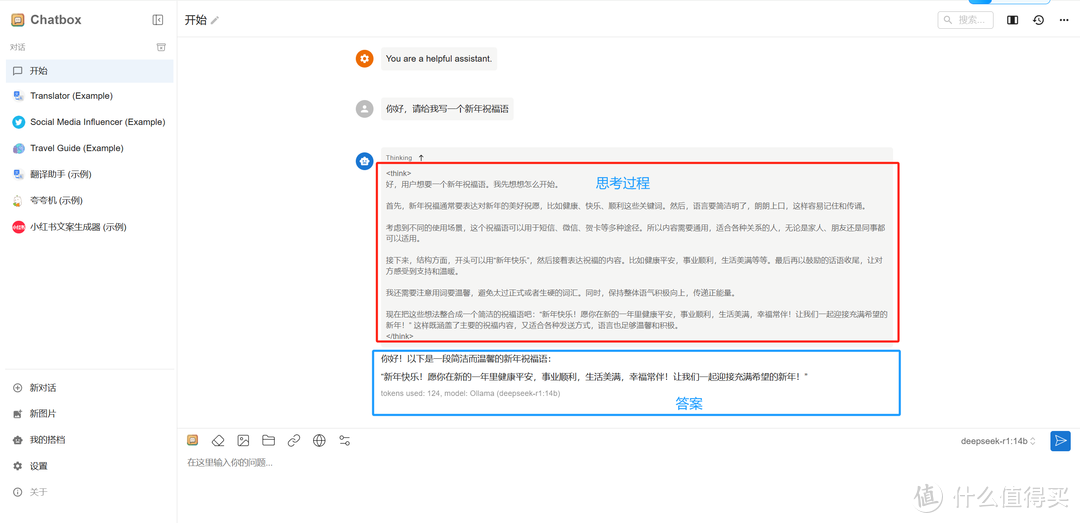 Chatbox
对话
开始
Translator (Example)
Social Media Influencer (Example)
Travel Guide (Example)
翻译助手 (示例)
夸夸机 (示例)
小红书
小红书文案生成器 (示例)
新对话
新图片
我的搭档
设置
关于
开始
搜索...
You are a helpful assistant.
你好，请给我写一个新年祝福语
Thinking
<think>
思考过程
好，用户想要一个新年祝福语。我先想想怎么开始。
首先，新年祝福通常要表达对新年的美好祝愿，比如健康、快乐、顺利这些关键词。然后，语言要简洁明了，朗朗上口，这样容易记住和传诵。
考虑到不同的使用场景，这个祝福语可以用于短信、微信、贺卡等多种途径。所以内容需要通用，适合各种关系的人，无论是家人、朋友还是同事都
可以适用。
接下来，结构方面，开头可以用“新年快乐”，然后接着表达祝福的内容。比如健康平安，事业顺利，生活美满等等。最后再以鼓励的话语收尾，让对
方感受到支持和温暖。
我还需要注意用词要温馨，避免太过正式或者生硬的词汇。同时，保持整体语气积极向上，传递正能量。
现在把这些想法整合成一个简洁的祝福语吧：“新年快乐！愿你在新的一年里健康平安，事业顺利，生活美满，幸福常伴！让我们一起迎接充满希望的
新年！” 这样既涵盖了主要的祝福内容，又适合各种发送方式，语言也足够温馨和积极。
</think>
你好！以下是一段简洁而温馨的新年祝福语：
“新年快乐！愿你在新的一年里健康平安，事业顺利，生活美满，幸福常伴！让我们一起迎接充满希望的新年！”
tokens used: 124, model: Ollama (deepseek-r1:14b)
答案
deepseek-r1:14b
在这里输入你的问题...
值 什么值得买